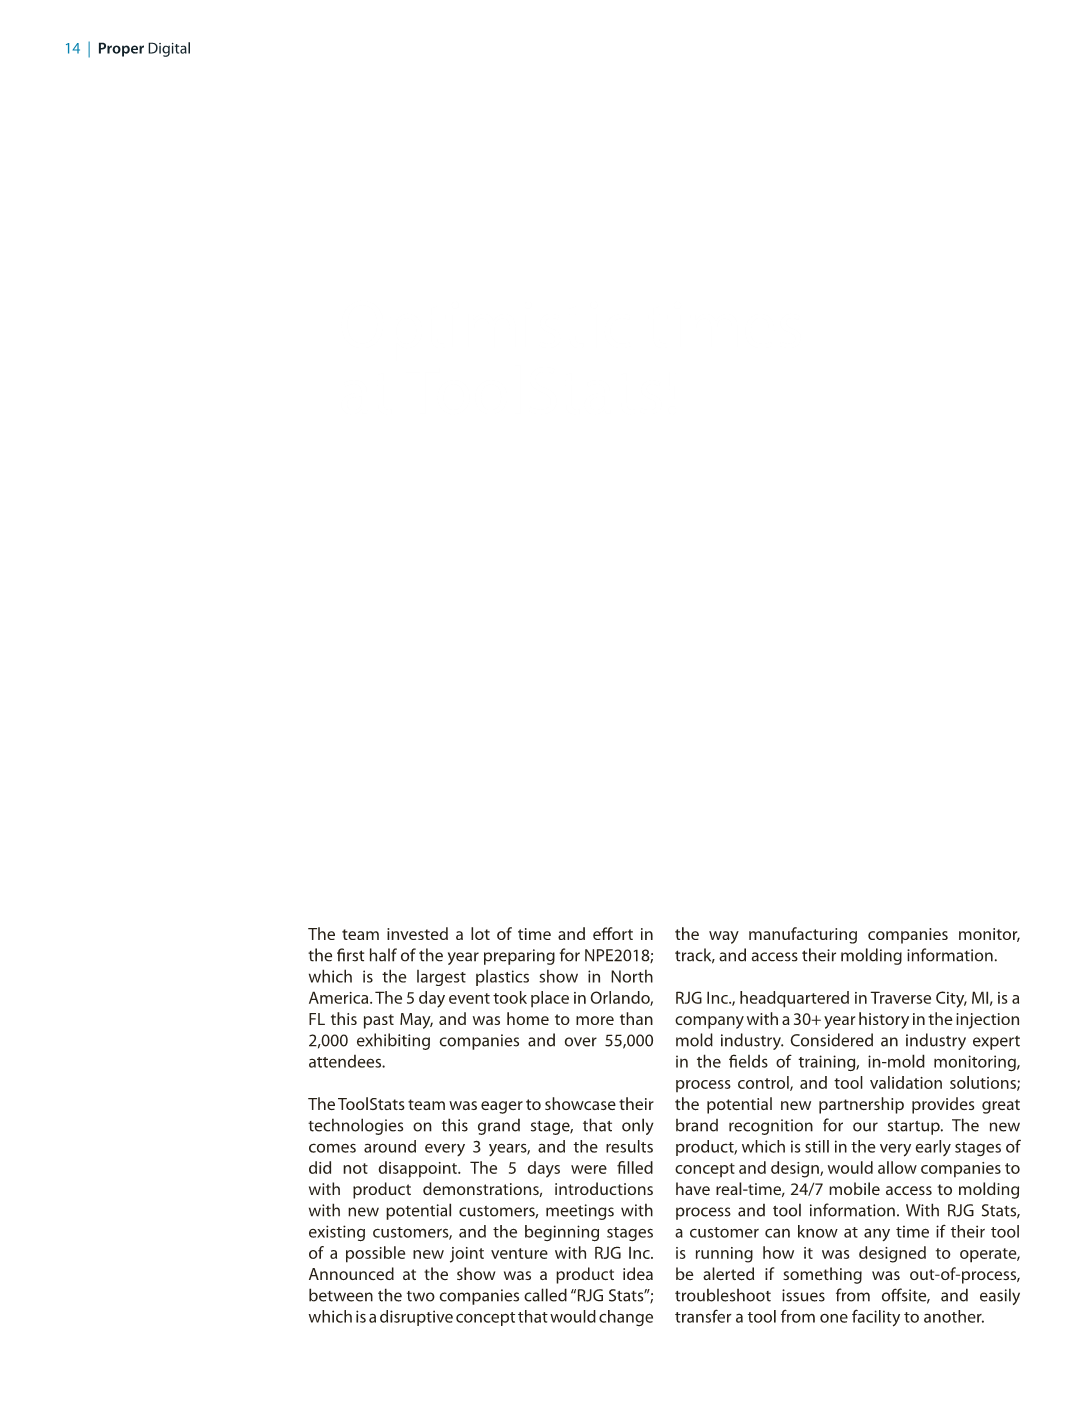 14 | Proper Digital
The team invested a lot of time and effort in
the first half of the year preparing for NPE2018;
which is the largest plastics show in North
America. The 5 day event took place in Orlando,
FL this past May, and was home to more than
2,000 exhibiting companies and over 55,000
attendees.
The ToolStats team was eager to showcase their
technologies on this grand stage, that only
comes around every 3 years, and the results
did not disappoint. The 5 days were filled
with product demonstrations, introductions
with new potential customers, meetings with
existing customers, and the beginning stages
of a possible new joint venture with RJG Inc.
Announced at the show was a product idea
between the two companies called “RJG Stats”;
which is a disruptive concept that would change
the way manufacturing companies monitor,
track, and access their molding information.
RJG Inc., headquartered in Traverse City, MI, is a
company with a 30+ year history in the injection
mold industry. Considered an industry expert
in the fields of training, in-mold monitoring,
process control, and tool validation solutions;
the potential new partnership provides great
brand recognition for our startup. The new
product, which is still in the very early stages of
concept and design, would allow companies to
have real-time, 24/7 mobile access to molding
process and tool information. With RJG Stats,
a customer can know at any time if their tool
is running how it was designed to operate,
be alerted if something was out-of-process,
troubleshoot issues from offsite, and easily
transfer a tool from one facility to another.